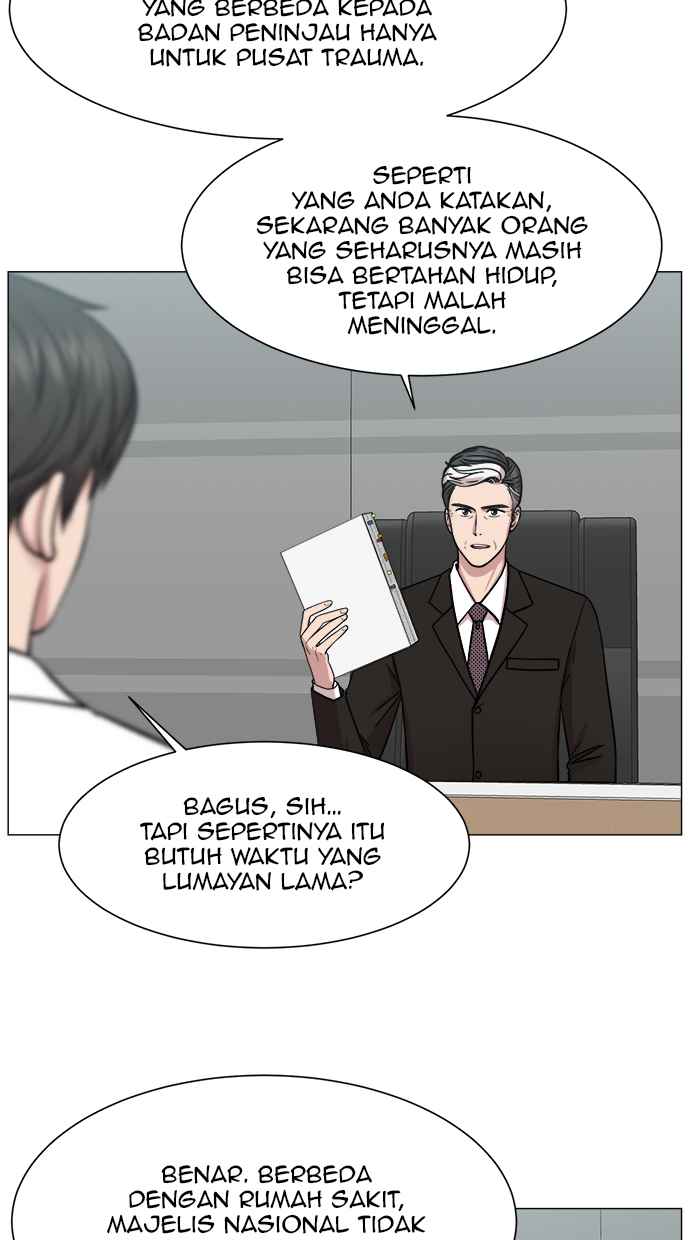 YANG BERBEDA KEPADA
BADAN PENINJAU HANYA
UNTUK PUSAT TRAUMA.
SEPERTI
YANG ANDA KATAKAN,
SEKARANG BANYAK ORANG
YANG SEHARUSNYA MASIH
BISA BERTAHAN HIDUP,
TETAPI MALAH
MENINGGAL.
BAGUS, SIH...
TAPI SEPERTINYA ITU
BUTUH WAKTU YANG
LUMAYAN LAMA?
BENAR. BERBEDA
DENGAN RUMAH SAKIT,
MAJELIS NASIONAL TIDAK